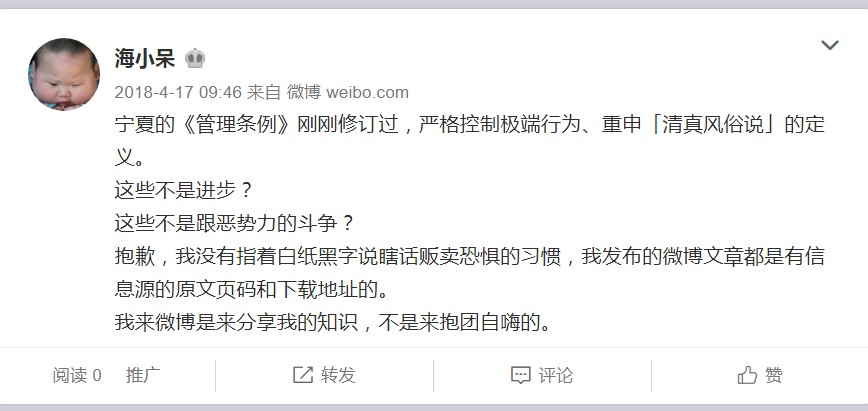 海小呆
2018-4-17 09:46 来自 微博 weibo.com
宁夏的《管理条例》刚刚修订过，严格控制极端行为、重申「清真风俗说」的定
义。
这些不是进步？
这些不是跟恶势力的斗争？
抱歉，我没有指着白纸黑字说瞎话贩卖恐惧的习惯，我发布的微博文章都是有信
息源的原文页码和下载地址的。
我来微博是来分享我的知识，不是来抱团自嗨的。
阅读 0 推广 转发 评论 赞